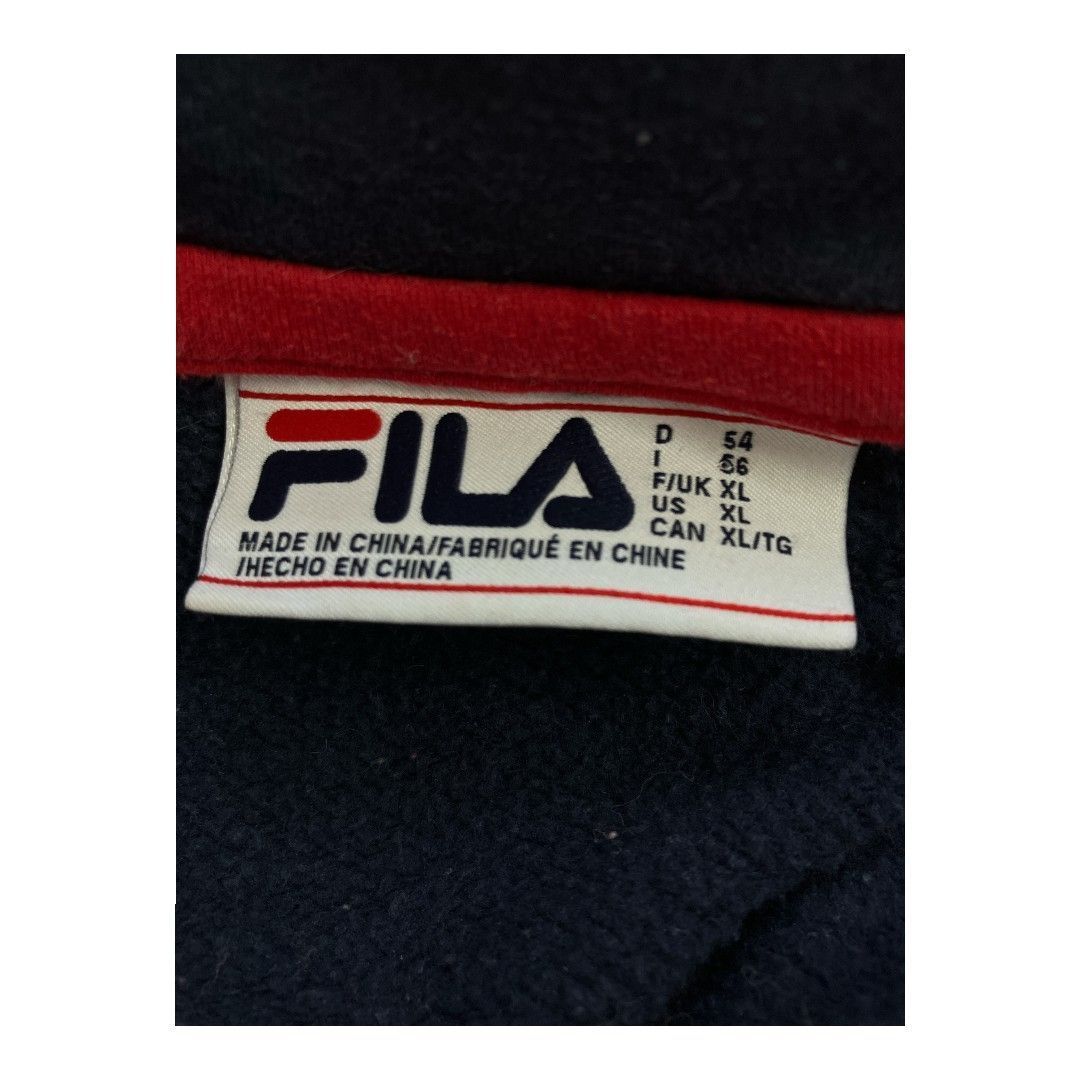 FILA
D 54
I 56
F/UK XL
US XL
CAN XL/TG
MADE IN CHINA/FABRIQUÉ EN CHINE
/HECHO EN CHINA